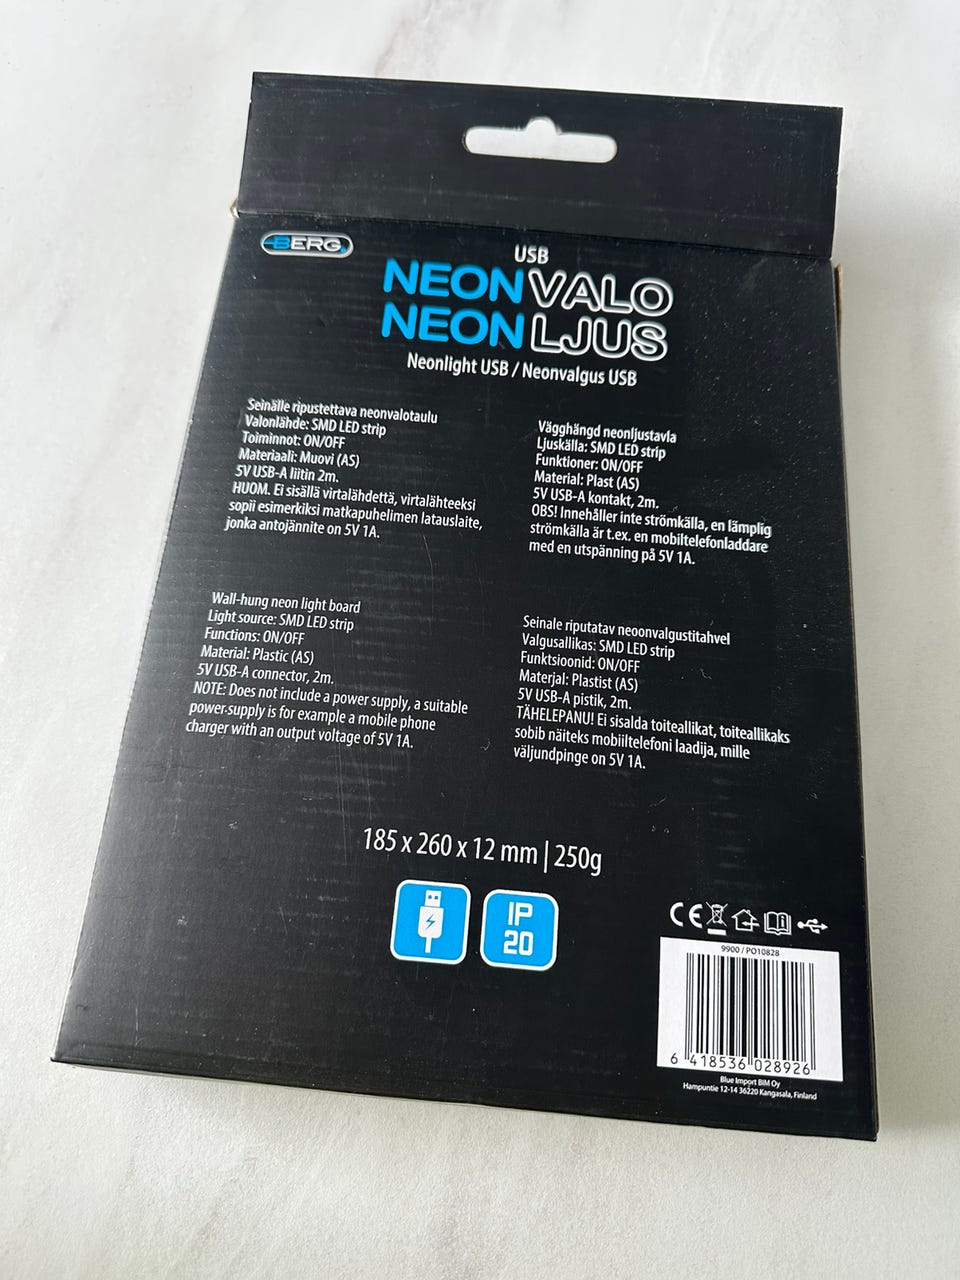 BERG
USB
NEON VALO
NEON LJUS
Neonlight USB / Neonvalgus USB
Seinälle ripustettava neonvalotaulu
Valonlähde: SMD LED strip
Toiminnot: ON/OFF
Materiaali: Muovi (AS)
5V USB-A liitin 2m.
HUOM. Ei sisällä virtalähdettä, virtalähteeksi
sopii esimerkiksi matkapuhelimen latauslaite,
jonka antojännite on 5V 1A.
Vägghängd neonljustavla
Ljuskälla: SMD LED strip
Funktioner: ON/OFF
Material: Plast (AS)
5V USB-A kontakt, 2m.
OBS! Innehåller inte strömkälla, en lämplig
strömkälla är t.ex. en mobiltelefonladdare
med en utspänning på 5V 1A.
Wall-hung neon light board
Light source: SMD LED strip
Functions: ON/OFF
Material: Plastic (AS)
5V USB-A connector, 2m.
NOTE: Does not include a power supply, a suitable
power supply is for example a mobile phone
charger with an output voltage of 5V 1A.
Seinale riputatav neoonvalgustitahvel
Valgusallikas: SMD LED strip
Funktsioonid: ON/OFF
Materjal: Plastist (AS)
5V USB-A pistik, 2m.
TÄHELEPANU! Ei sisalda toiteallikat, toiteallikaks
sobib näiteks mobiiltelefoni laadija, mille
väljundpinge on 5V 1A.
185 x 260 x 12 mm | 250g
IP
20
CE
9900 / PO10828
6 418536 028926
Blue Import BIM Oy
Hampuntie 12-14 36220 Kangasala, Finland